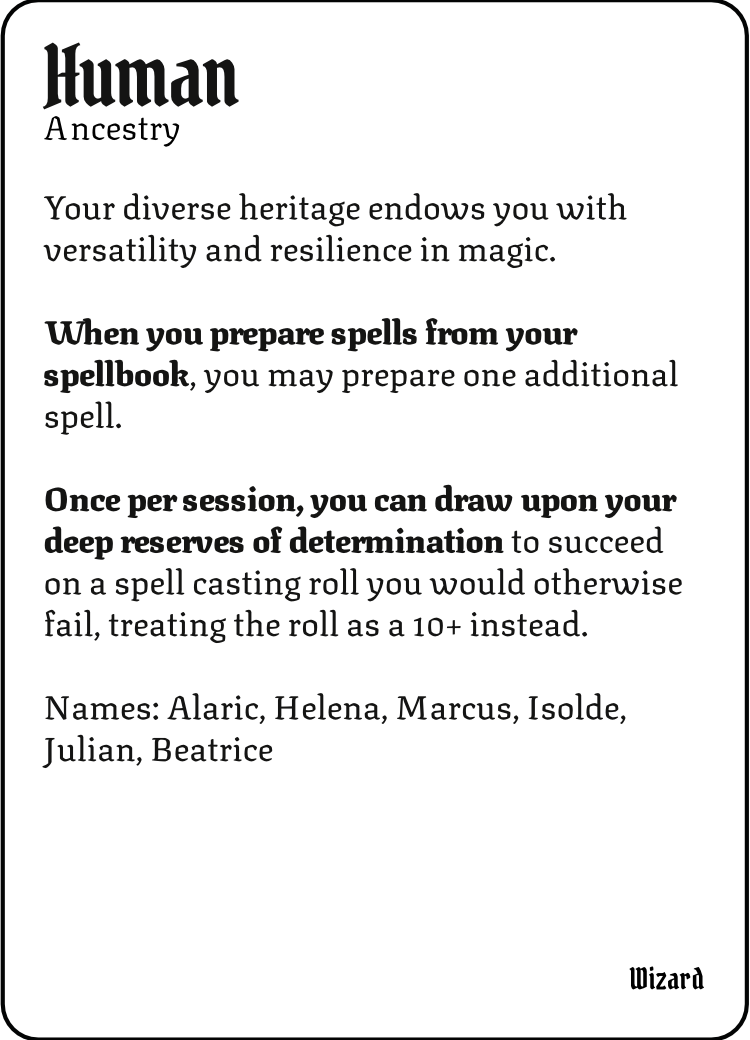 Human
Ancestry
Your diverse heritage endows you with
versatility and resilience in magic.
When you prepare spells from your
spellbook, you may prepare one additional
spell.
Once per session, you can draw upon your
deep reserves of determination to succeed
on a spell casting roll you would otherwise
fail, treating the roll as a 10+ instead.
Names: Alaric, Helena, Marcus, Isolde,
Julian, Beatrice
Wizard